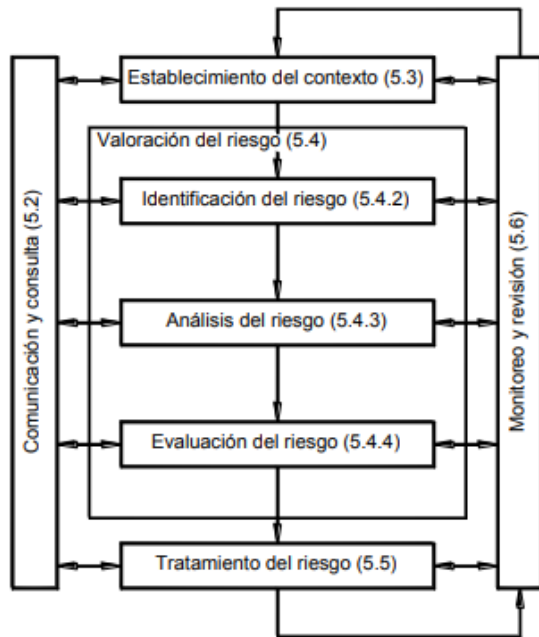 Establecimiento del contexto (5.3)
Valoración del riesgo (5.4)
Identificación del riesgo (5.4.2)
Análisis del riesgo (5.4.3)
Evaluación del riesgo (5.4.4)
Tratamiento del riesgo (5.5)
Comunicación y consulta (5.2)
Monitoreo y revisión (5.6)